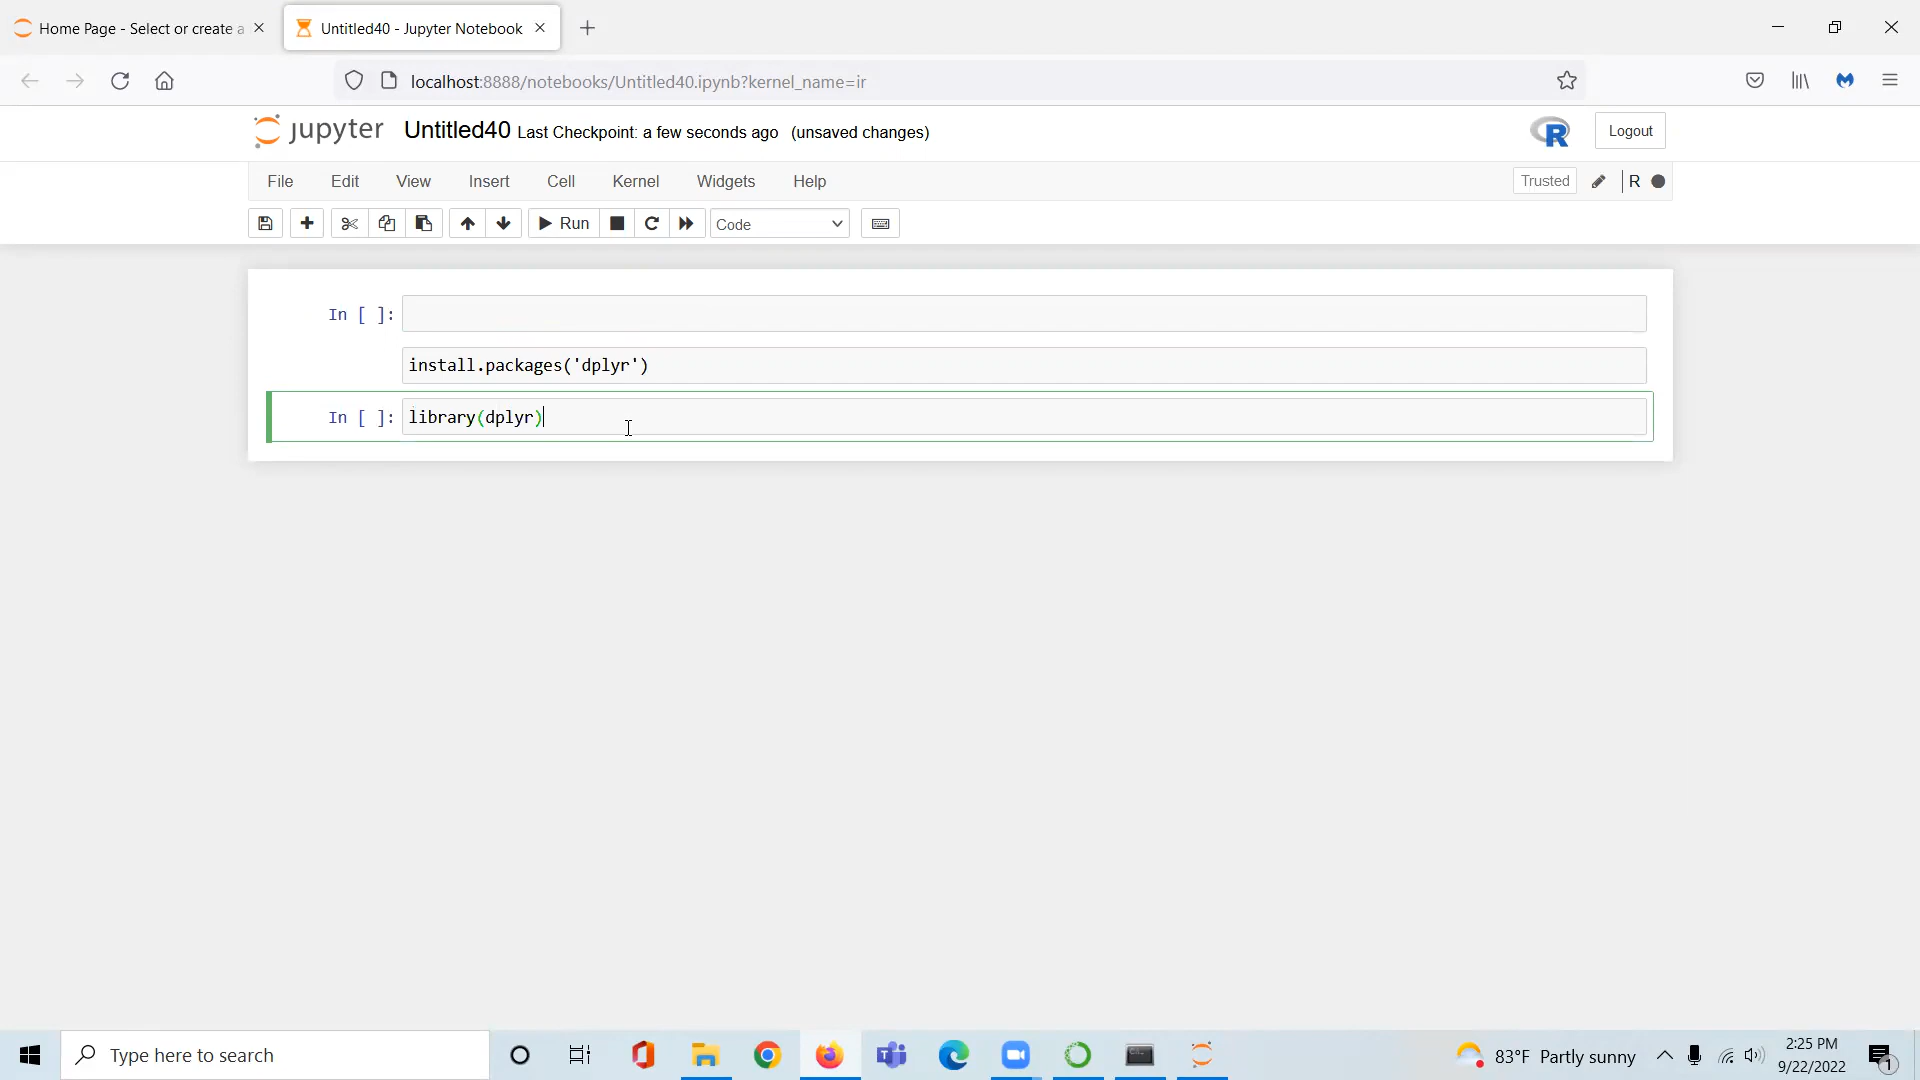 Home Page - Select or create a
Untitled40 - Jupyter Notebook
localhost:8888/notebooks/Untitled40.ipynb?kernel_name=ir
jupyter Untitled40 Last Checkpoint: a few seconds ago (unsaved changes)
R
Logout
File Edit View Insert Cell Kernel Widgets Help
Trusted
R
Run
Code
In [ ]:
install.packages('dplyr')
In [ ]: library(dplyr)
Type here to search
83°F Partly sunny
2:25 PM
9/22/2022
1